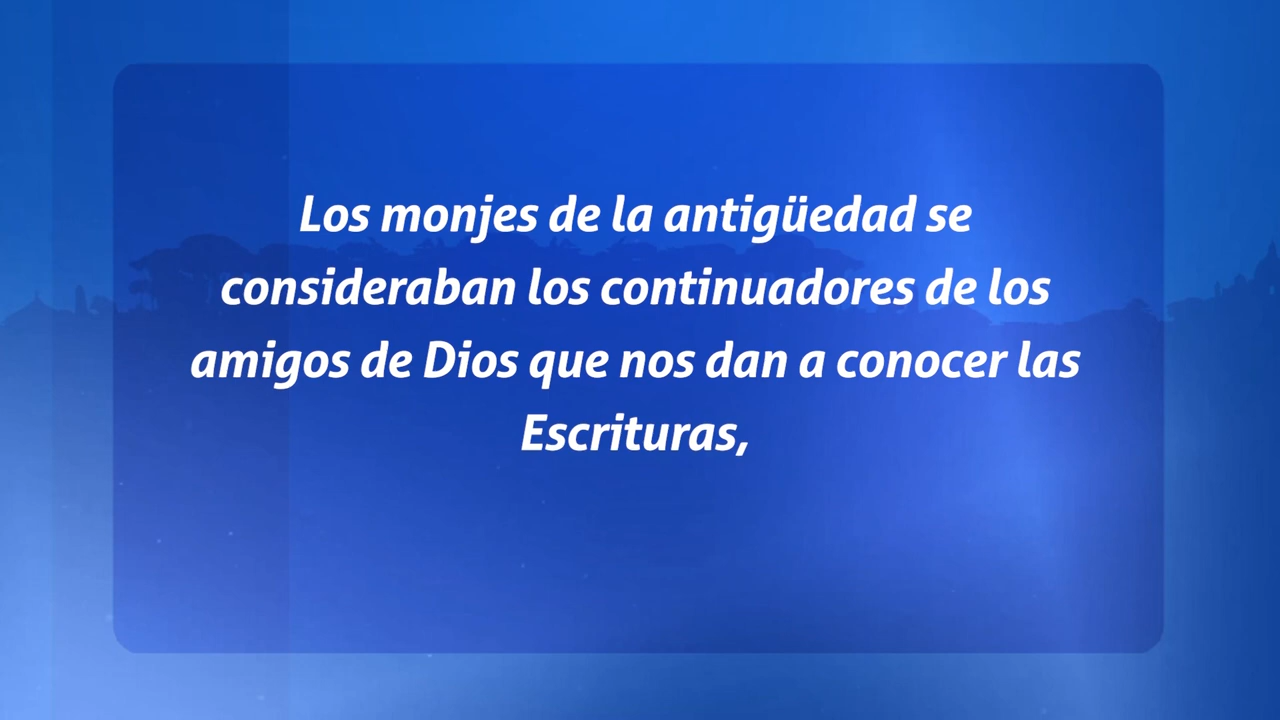 Los monjes de la antigüedad se
consideraban los continuadores de los
amigos de Dios que nos dan a conocer las
Escrituras,